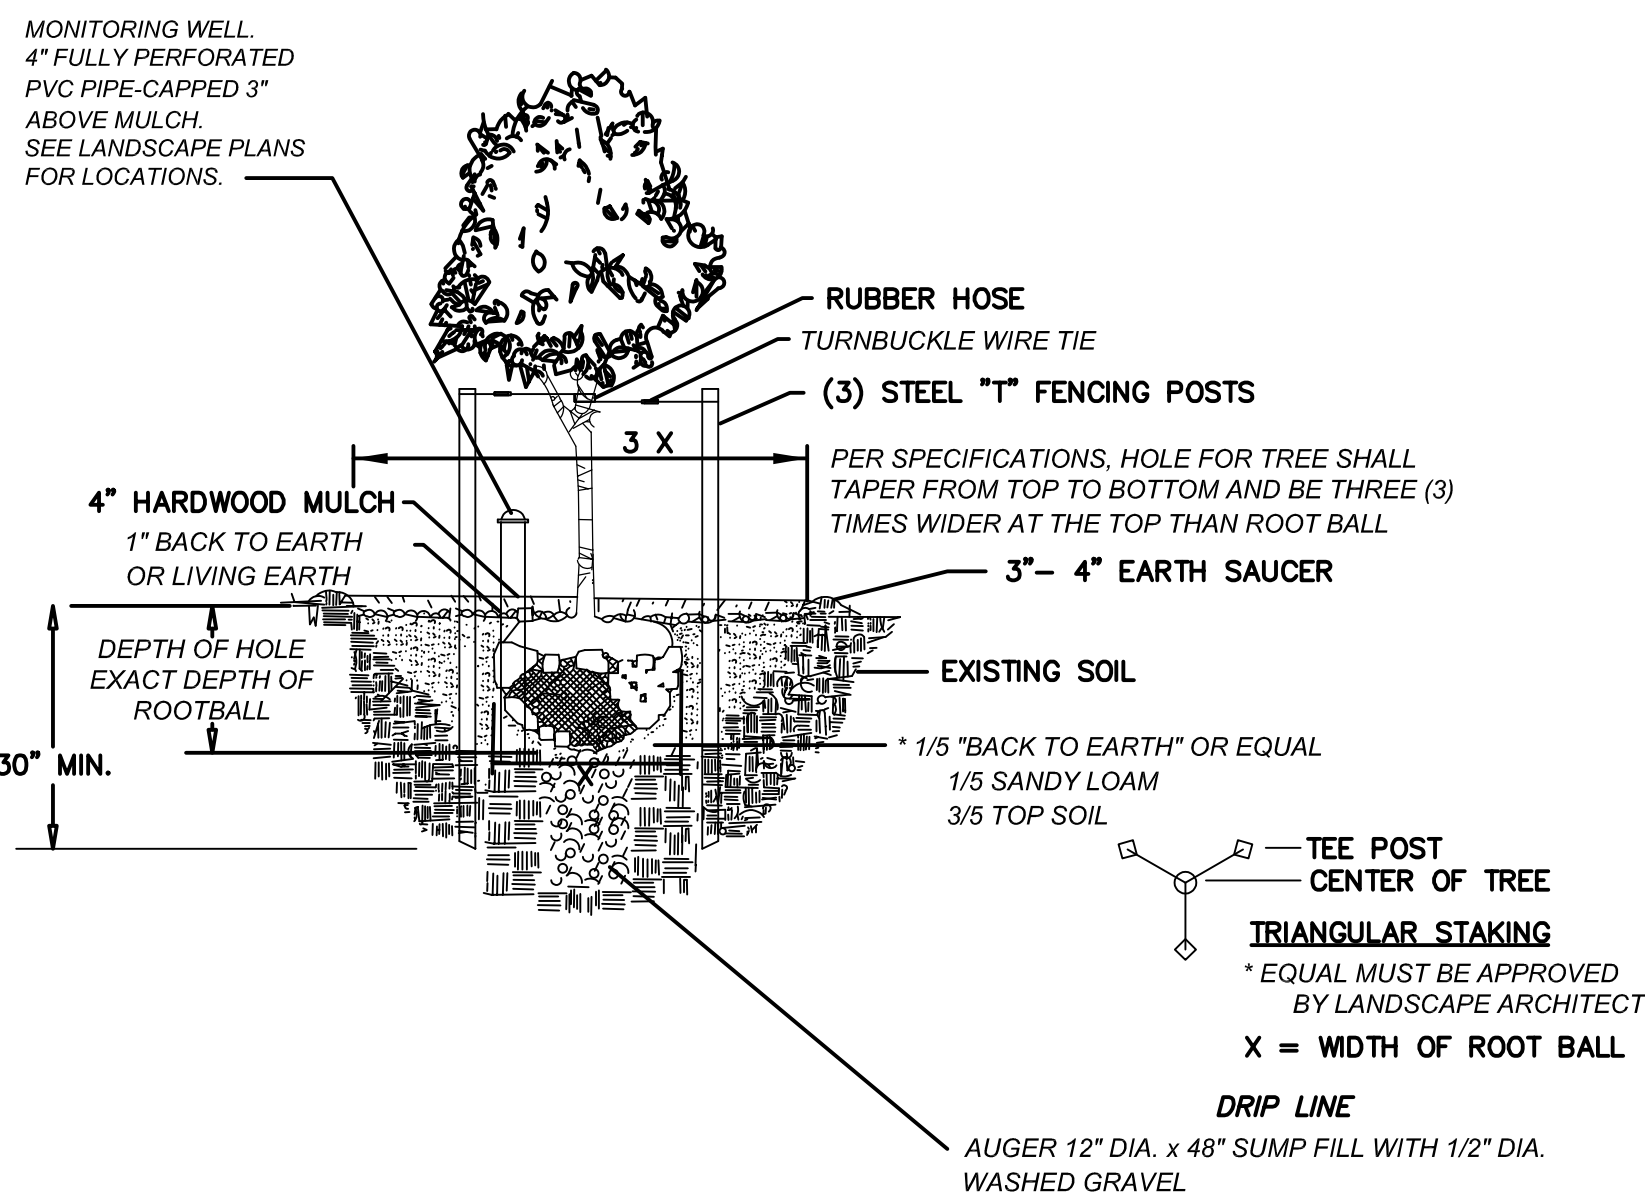 MONITORING WELL.
4" FULLY PERFORATED
PVC PIPE-CAPPED 3"
ABOVE MULCH.
SEE LANDSCAPE PLANS
FOR LOCATIONS.
RUBBER HOSE
TURNBUCKLE WIRE TIE
(3) STEEL "T" FENCING POSTS
3 X
PER SPECIFICATIONS, HOLE FOR TREE SHALL
TAPER FROM TOP TO BOTTOM AND BE THREE (3)
TIMES WIDER AT THE TOP THAN ROOT BALL
4" HARDWOOD MULCH
1" BACK TO EARTH
OR LIVING EARTH
3"- 4" EARTH SAUCER
DEPTH OF HOLE
EXACT DEPTH OF
ROOTBALL
EXISTING SOIL
30" MIN.
X
* 1/5 "BACK TO EARTH" OR EQUAL
1/5 SANDY LOAM
3/5 TOP SOIL
TEE POST
CENTER OF TREE
TRIANGULAR STAKING
* EQUAL MUST BE APPROVED
BY LANDSCAPE ARCHITECT
X = WIDTH OF ROOT BALL
DRIP LINE
AUGER 12" DIA. x 48" SUMP FILL WITH 1/2" DIA.
WASHED GRAVEL